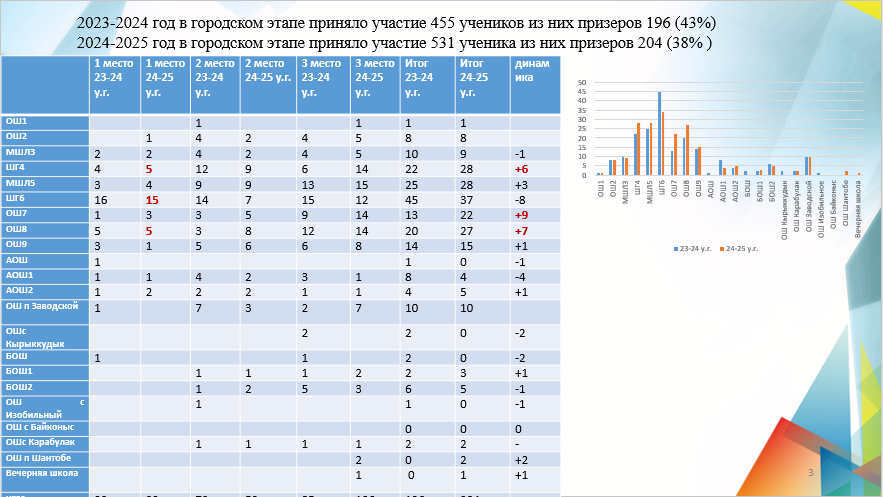 2023-2024 год в городском этапе приняло участие 455 учеников из них призеров 196 (43%)
2024-2025 год в городском этапе приняло участие 531 ученика из них призеров 204 (38% )
1 место 23-24 у.г. 1 место 24-25 у.г. 2 место 23-24 у.г. 2 место 24-25 у.г. 3 место 23-24 у.г. 3 место 24-25 у.г. Итог 23-24 у.г. Итог 24-25 у.г. динам ика
ОШ1 1 1 1 1
ОШ2 1 4 2 4 5 8 8
МШЛ3 2 2 4 2 4 5 10 9 -1
ШГ4 4 5 12 9 6 14 22 28 +6
МШЛ5 3 4 9 9 13 15 25 28 +3
ШГ6 16 15 14 7 15 12 45 37 -8
ОШ7 1 3 3 5 9 14 13 22 +9
ОШ8 5 5 3 8 12 14 20 27 +7
ОШ9 3 1 5 6 6 8 14 15 +1
АОШ 1 1 0 -1
АОШ1 1 1 4 2 3 1 8 4 -4
АОШ2 1 2 2 2 1 1 4 5 +1
ОШ п Заводской 1 7 3 2 7 10 10
ОШс Кырыккудык 2 2 0 -2
БОШ 1 1 2 0 -2
БОШ1 1 1 1 2 2 3 +1
БОШ2 1 2 5 3 6 5 -1
ОШ с Изобильный 1 1 0 -1
ОШ с Байконыс 0 0 0
ОШс Карабулак 1 1 1 1 2 2 -
ОШ п Шантобе 2 0 2 +2
Вечерняя школа 1 0 1 +1
50
45
40
35
30
25
20
15
10
5
0
ОШ1
ОШ2
МШЛ3
ШГ4
МШЛ5
ШГ6
ОШ7
ОШ8
ОШ9
АОШ
АОШ1
АОШ2
БОШ
БОШ1
БОШ2
ОШ Кырыккудык
ОШ Карабулак
ОШ Заводской
ОШ Изобильное
ОШ Байконыс
ОШ Шантобе
Вечерняя школа
23-24 у.г. 24-25 у.г.
3